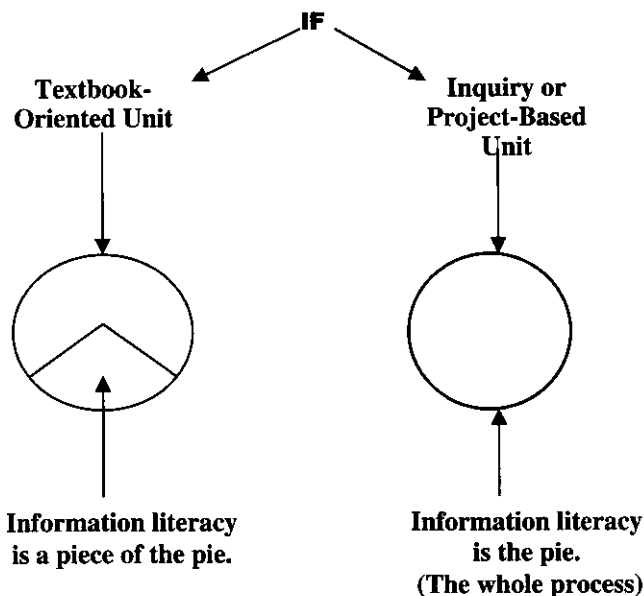 IF
Textbook-
Oriented Unit
Inquiry or
Project-Based
Unit
Information literacy
is a piece of the pie.
Information literacy
is the pie.
(The whole process)